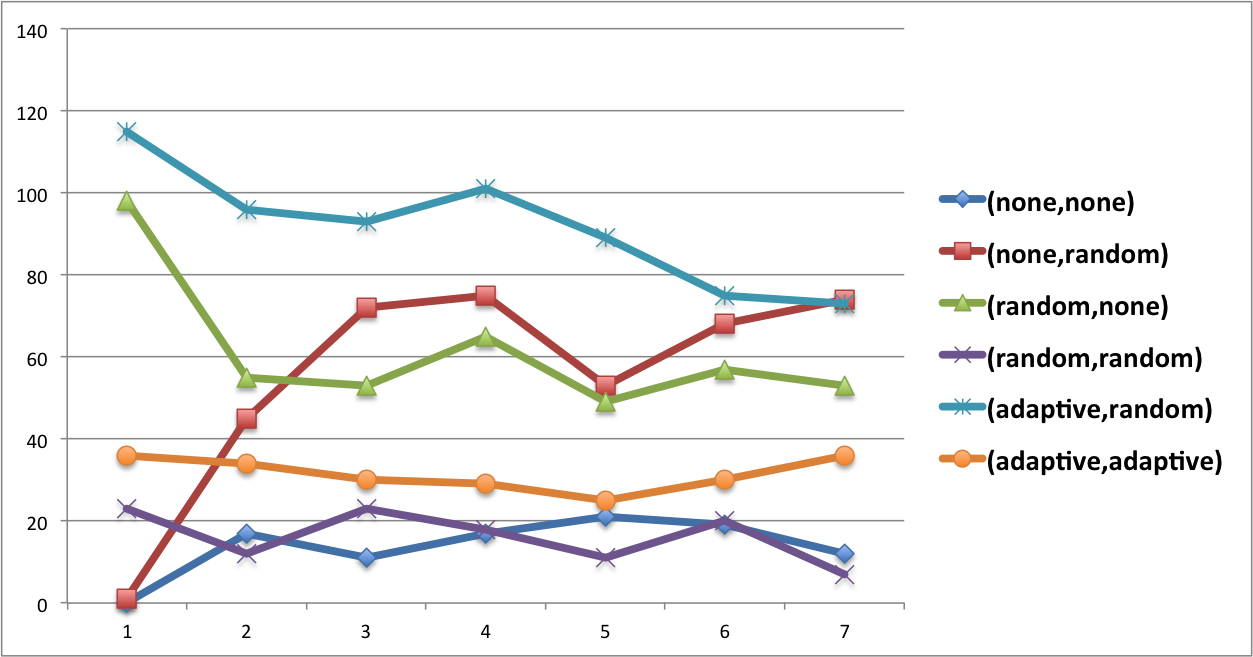 140
120
100
80
60
40
20
0
1 2 3 4 5 6 7
(none,none)
(none,random)
(random,none)
(random,random)
(adaptive,random)
(adaptive,adaptive)